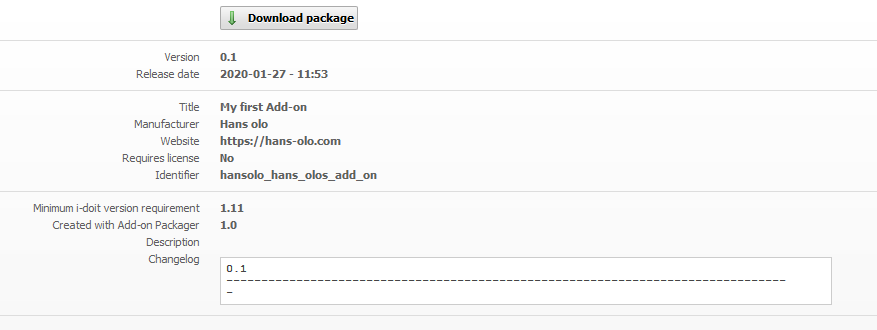 Download package
Version 0.1
Release date 2020-01-27 - 11:53
Title My first Add-on
Manufacturer Hans olo
Website https://hans-olo.com
Requires license No
Identifier hansolo_hans_olos_add_on
Minimum i-doit version requirement 1.11
Created with Add-on Packager 1.0
Description
Changelog
0.1
--------------------------------------------------------------------------------
-